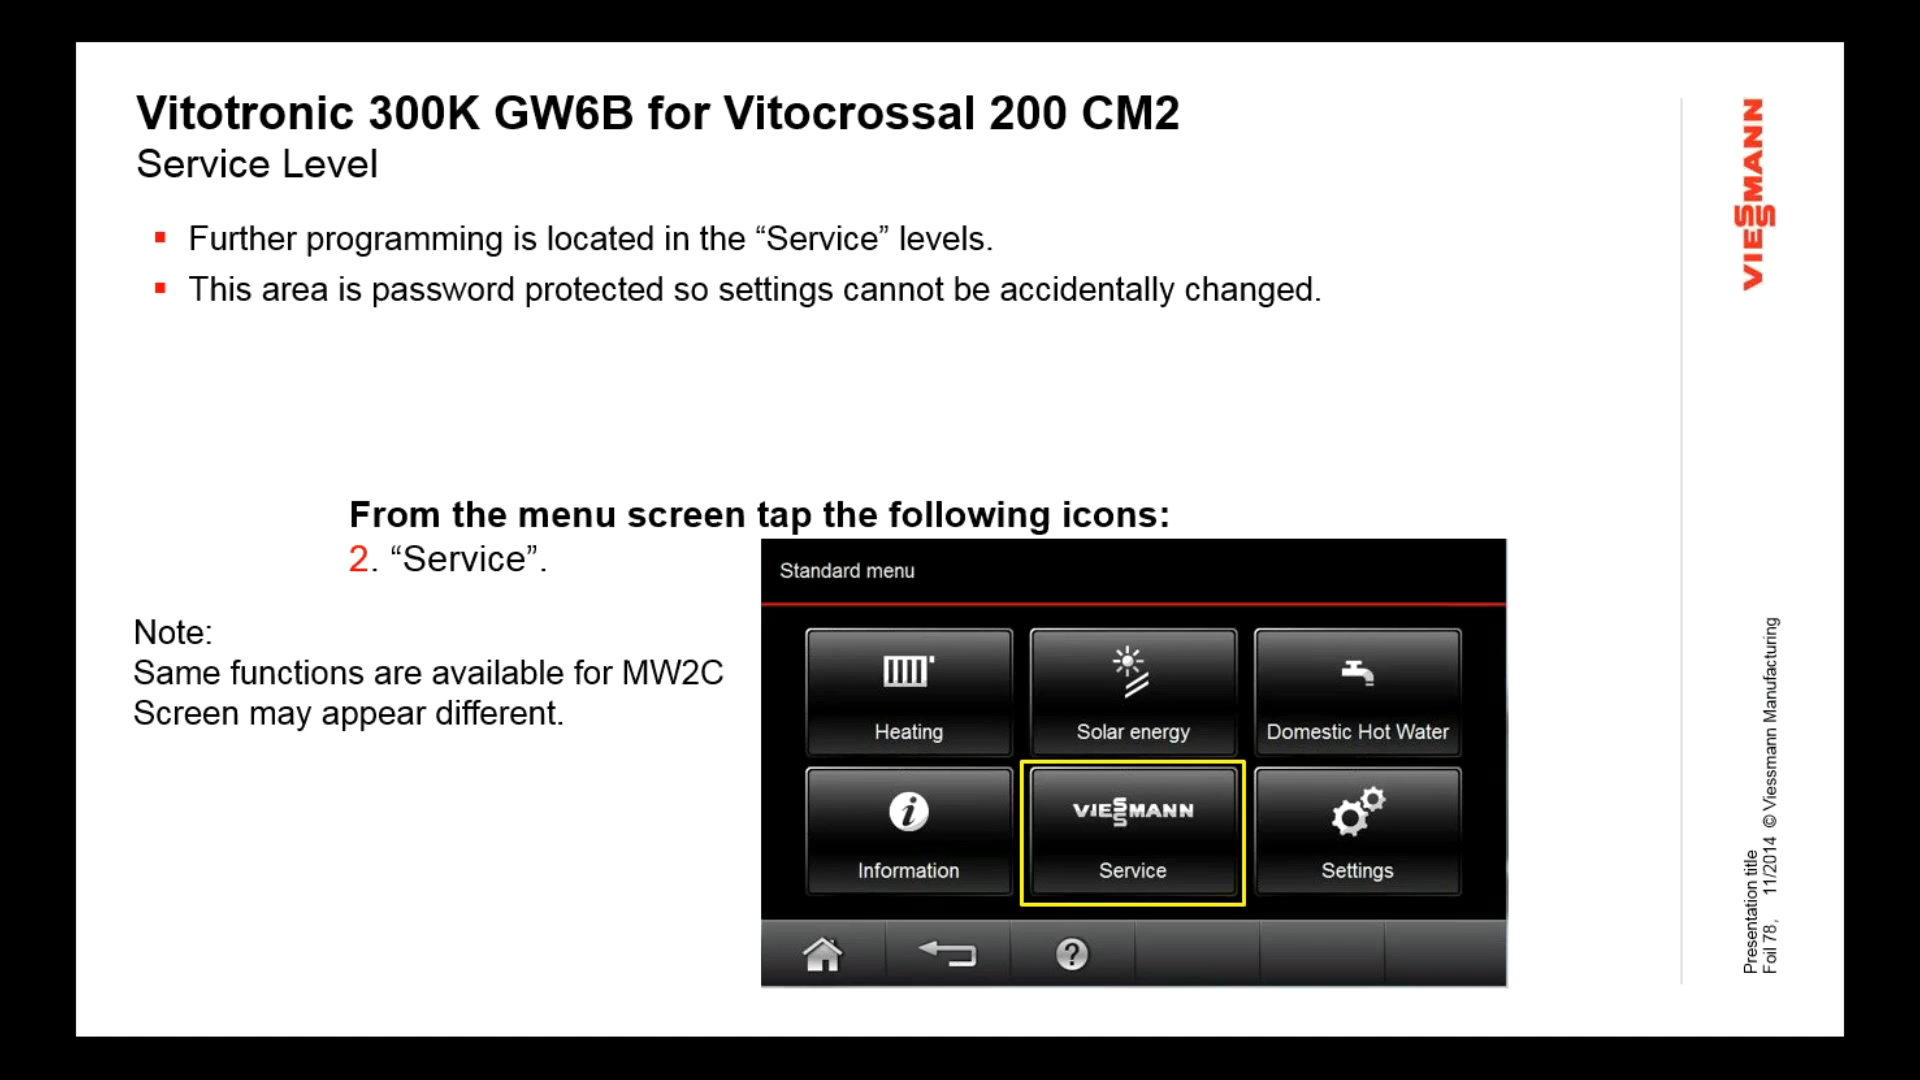 Vitotronic 300K GW6B for Vitocrossal 200 CM2
Service Level
Further programming is located in the “Service” levels.
This area is password protected so settings cannot be accidentally changed.
From the menu screen tap the following icons:
2. “Service”.
Note:
Same functions are available for MW2C
Screen may appear different.
Standard menu
Heating
Solar energy
Domestic Hot Water
Information
VIESSMANN
Service
Settings
VIESSMANN
Presentation title
Foil 78, 11/2014 © Viessmann Manufacturing